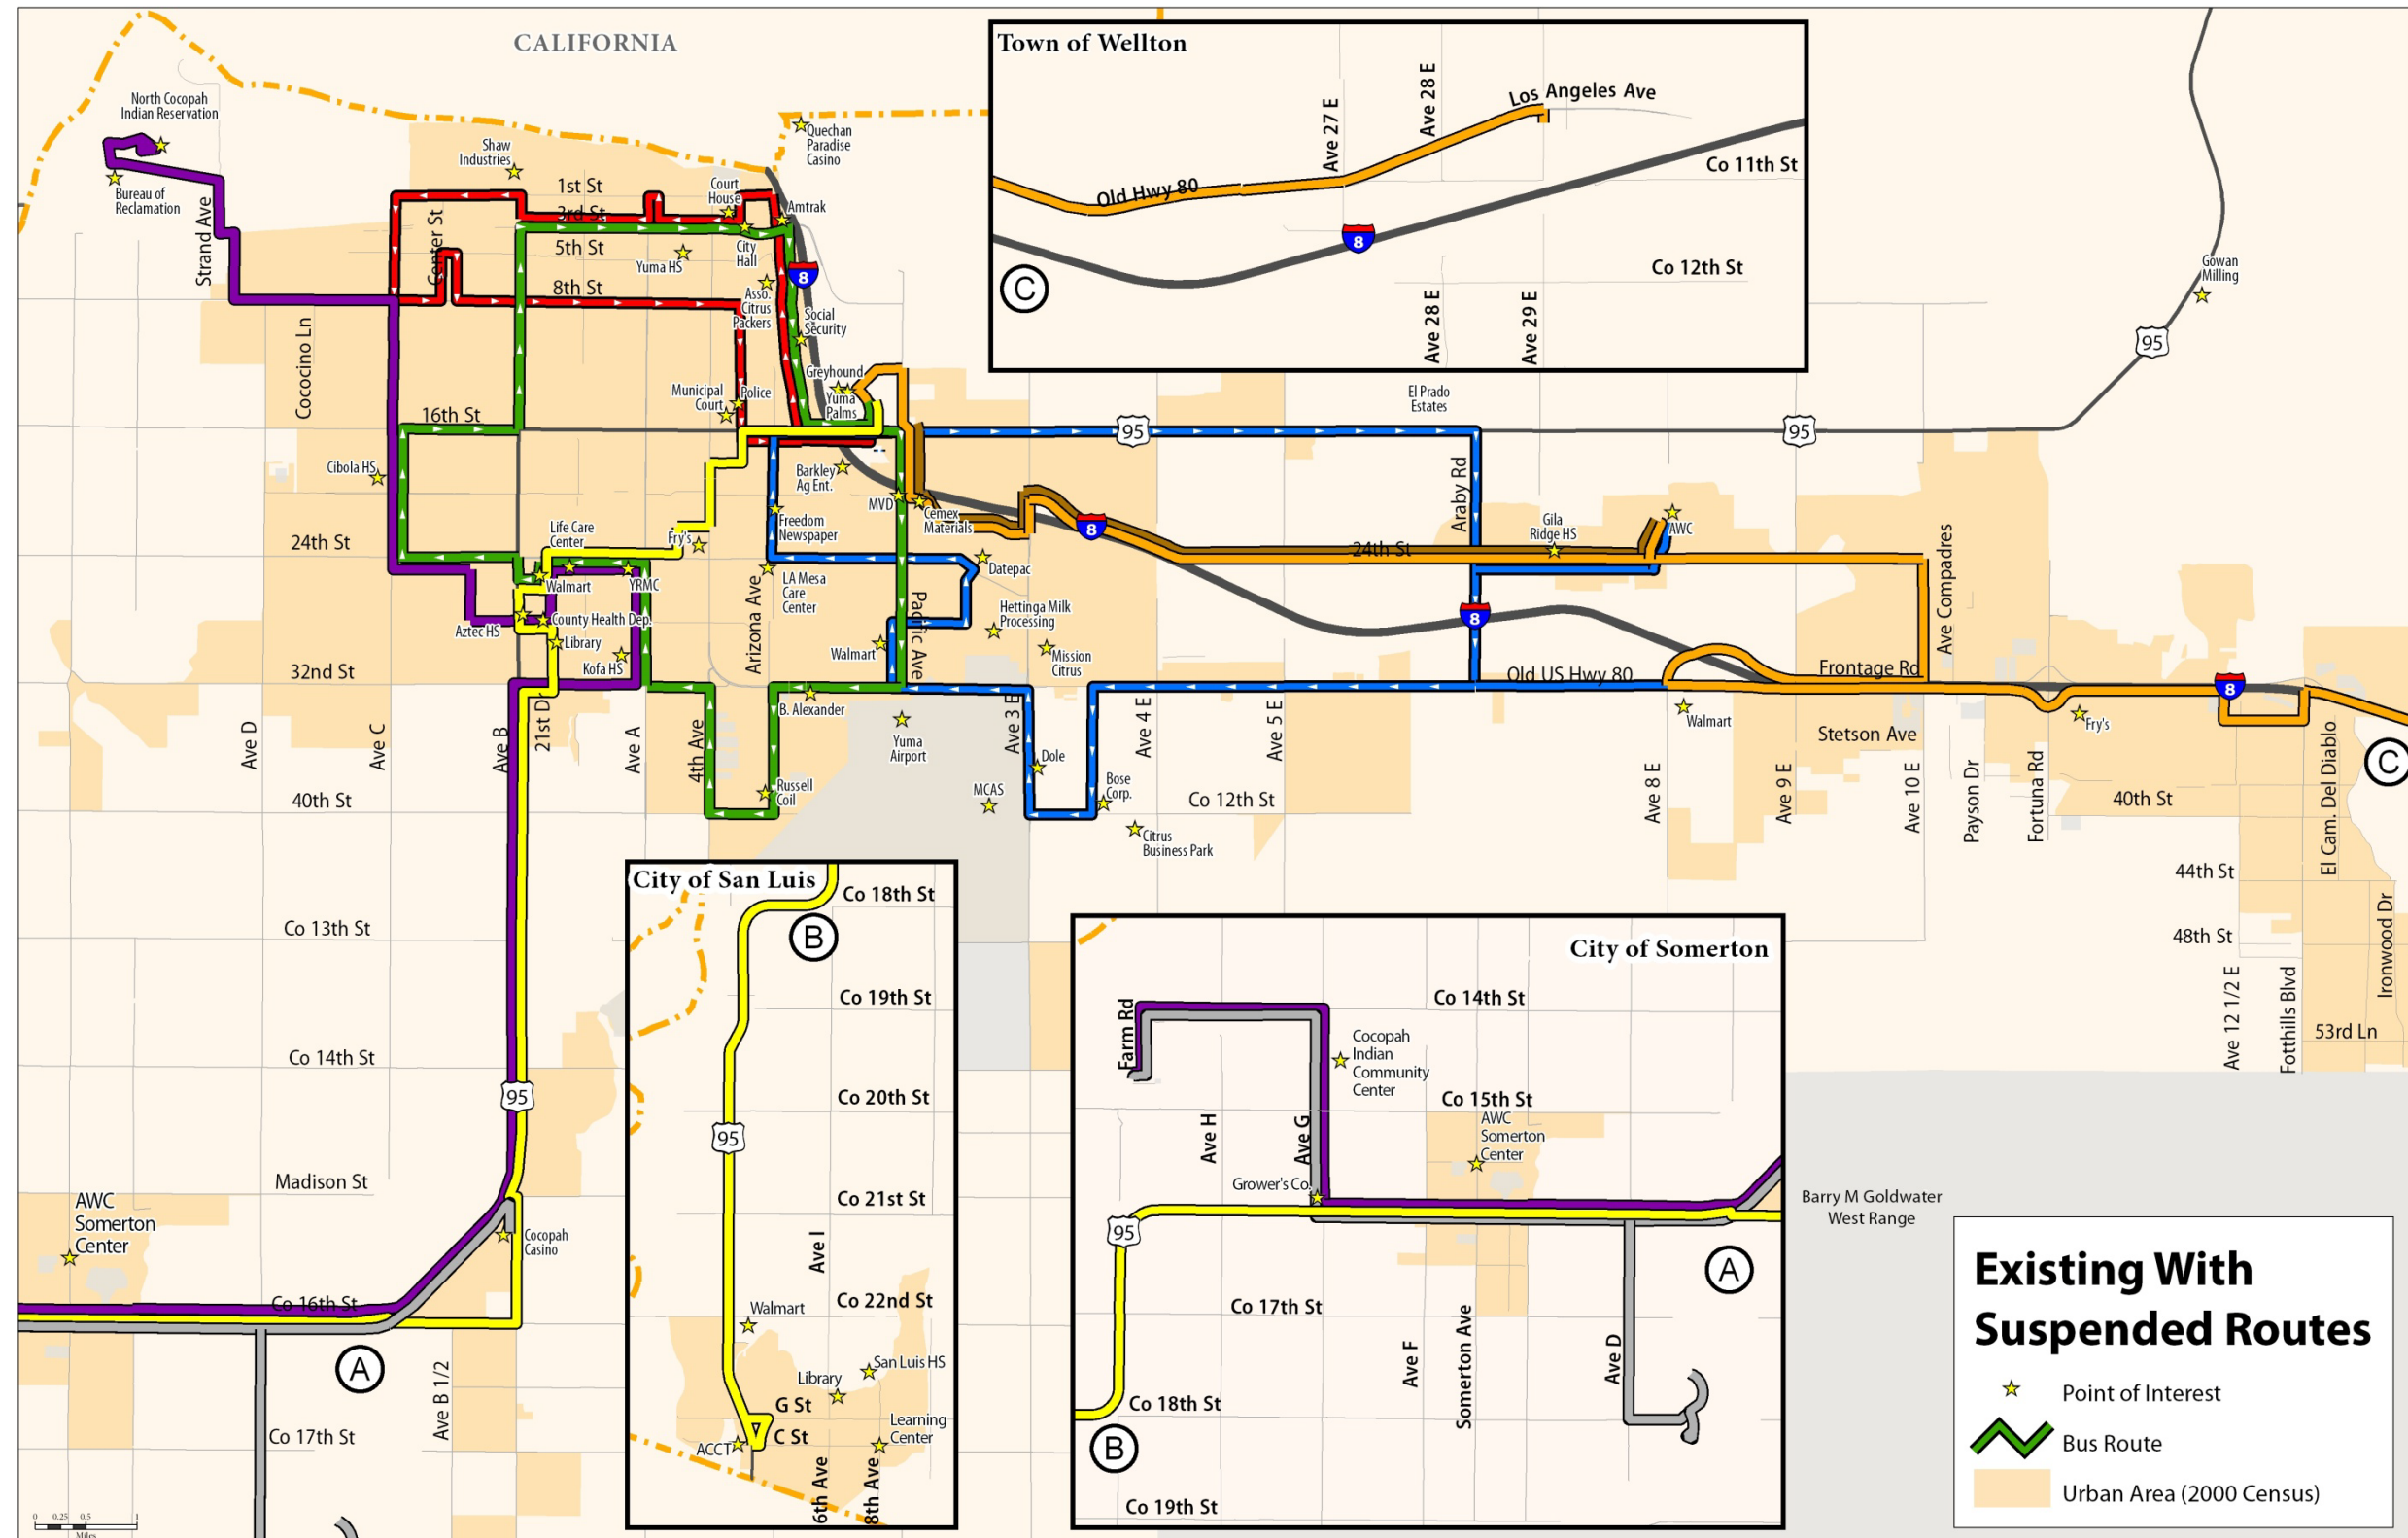 CALIFORNIA
North Cocopah
Indian Reservation
Bureau of
Reclamation
Strand Ave
Shaw
Industries
1st St
3rd St
5th St
8th St
Center St
Court
House
Amtrak
Quechan
Paradise
Casino
City
Hall
Yuma HS
8
Asso.
Citrus
Packers
Social
Security
Greyhound
Yuma
Palms
Municipal
Court
Police
Cococino Ln
16th St
Cibola HS
Barkley
Ag Ent.
MVD
Cemex
Materials
Freedom
Newspaper
Life Care
Center
Fry's
24th St
Walmart
YRMC
LA Mesa
Care
Center
Datepac
Arizona Ave
Pacific Ave
Hettinga Milk
Processing
County Health Dep.
Aztec HS
Library
Kofa HS
Walmart
Mission
Citrus
32nd St
B. Alexander
Yuma
Airport
Ave D
Ave C
Ave B
21st Dr
Ave A
4th Ave
Russell
Coil
40th St
MCAS
Dole
Ave 3 E
Bose
Corp.
Citrus
Business Park
Ave 4 E
Ave 5 E
Co 12th St
El Prado
Estates
95
95
95
Gowan
Milling
Araby Rd
Gila
Ridge HS
AWC
24th St
8
8
Old US Hwy 80
Frontage Rd
Ave Compadres
Walmart
Stetson Ave
Ave 8 E
Ave 9 E
Ave 10 E
Payson Dr
Fortuna Rd
Fry's
8
El Cam. Del Diablo
C
40th St
44th St
48th St
Ave 12 1/2 E
Fotthills Blvd
Ironwood Dr
53rd Ln
Co 13th St
Co 14th St
95
Madison St
AWC
Somerton
Center
Cocopah
Casino
Co 16th St
A
Co 17th St
Ave B 1/2
0 0.25 0.5 1
Miles
Town of Wellton
Los Angeles Ave
Ave 28 E
Ave 27 E
Old Hwy 80
Co 11th St
8
Co 12th St
C
Ave 28 E
Ave 29 E
City of San Luis
Co 18th St
B
Co 19th St
Co 20th St
95
Co 21st St
Ave I
Walmart
Co 22nd St
San Luis HS
Library
G St
C St
Learning
Center
ACCT
6th Ave
8th Ave
City of Somerton
Farm Rd
Co 14th St
Cocopah
Indian
Community
Center
Co 15th St
AWC
Somerton
Center
Ave H
Ave G
Grower's Co.
95
A
Co 17th St
Ave F
Somerton Ave
Ave D
Co 18th St
B
Co 19th St
Barry M Goldwater
West Range
Existing With
Suspended Routes
Point of Interest
Bus Route
Urban Area (2000 Census)